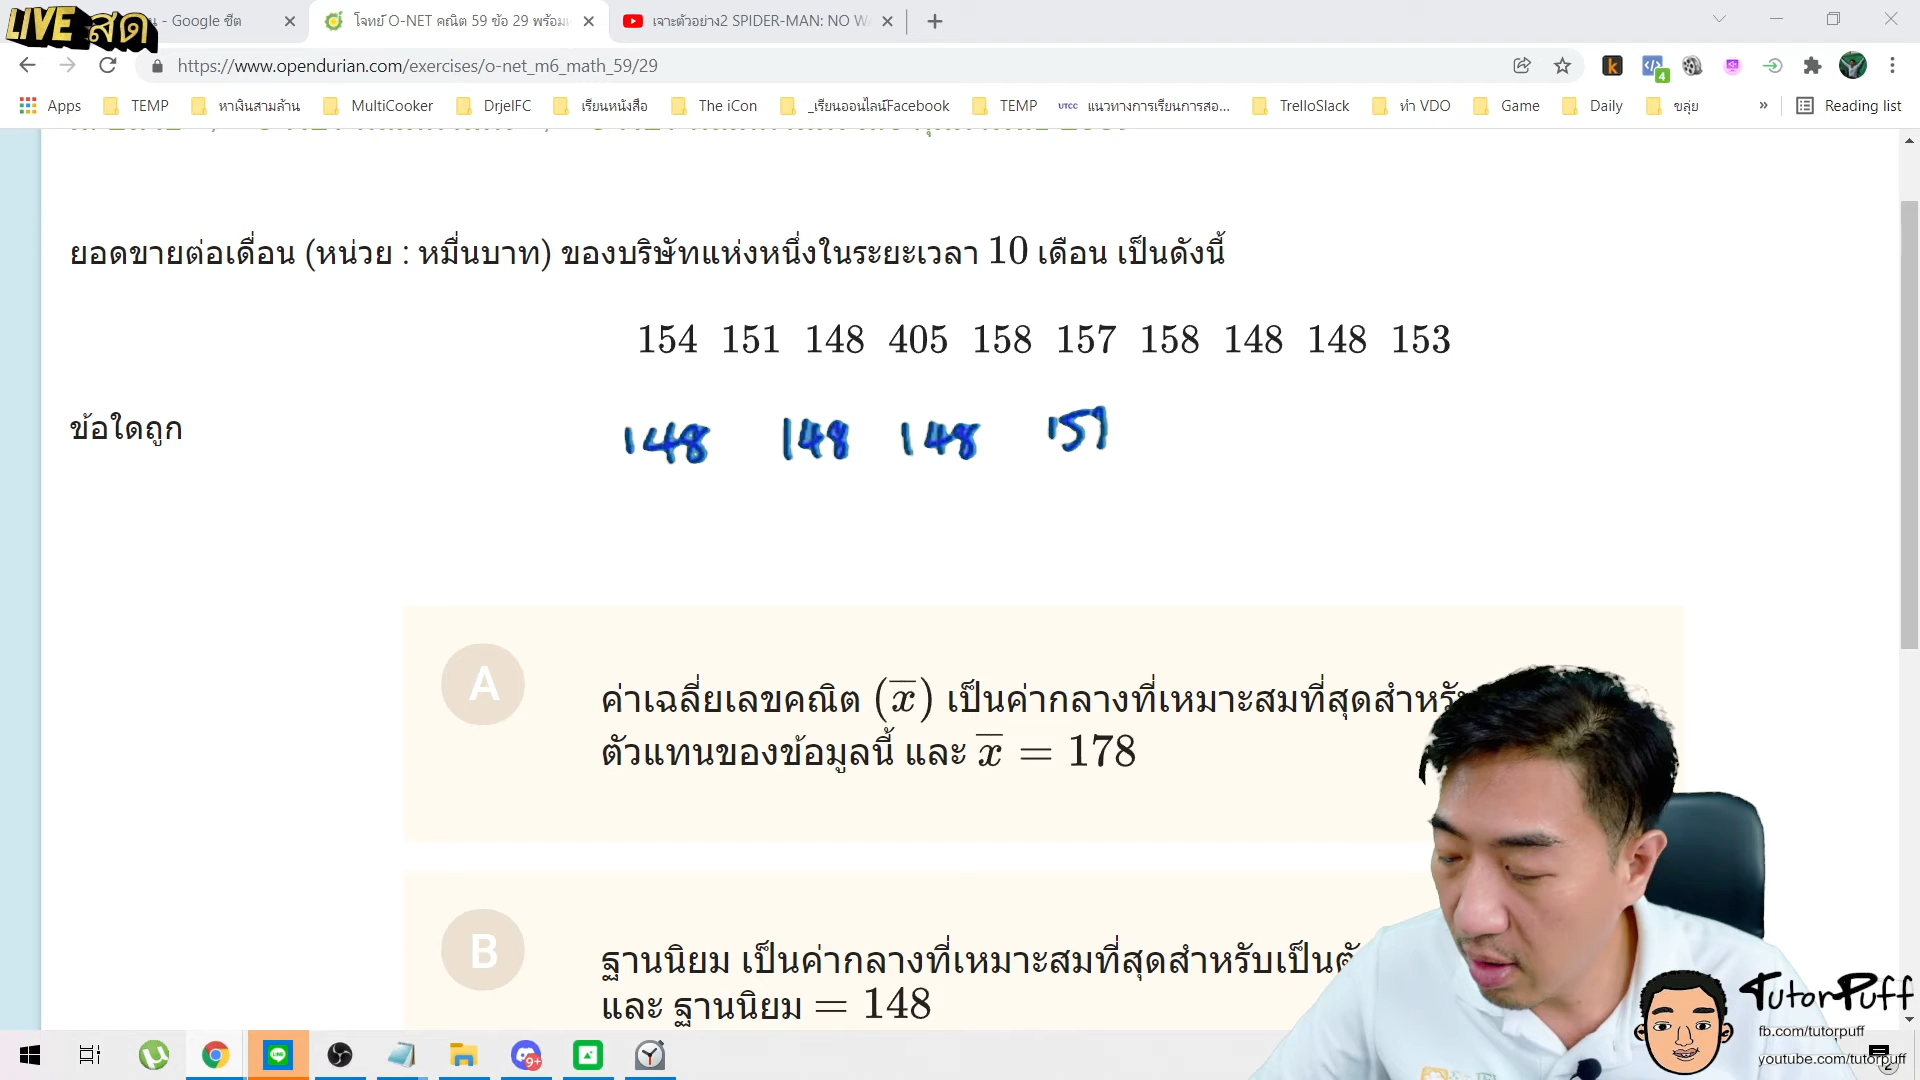 LIVE สด
- Google ชีต
โจทย์ O-NET คณิต 59 ข้อ 29 พร้อมเ
เจาะตัวอย่าง2 SPIDER-MAN: NO W
https://www.opendurian.com/exercises/o-net_m6_math_59/29
Apps TEMP หาเงินสามล้าน MultiCooker DrjelFC เรียนหนังสือ The iCon _เรียนออนไลน์Facebook TEMP UTCC แนวทางการเรียนการสอ... TrelloSlack ทำ VDO Game Daily ขลุ่ย » Reading list
ยอดขายต่อเดื่อน (หน่วย : หมื่นบาท) ของบริษัทแห่งหนึ่งในระยะเวลา 10 เดือน เป็นดังนี้
154 151 148 405 158 157 158 148 148 153
ข้อใดถูก
148 148 148 151
A
ค่าเฉลี่ยเลขคณิต (x̄) เป็นค่ากลางที่เหมาะสมที่สุดสำหรับ
ตัวแทนของข้อมูลนี้ และ x̄ = 178
B
ฐานนิยม เป็นค่ากลางที่เหมาะสมที่สุดสำหรับเป็นตั
และ ฐานนิยม = 148
TutorPuff
fb.com/tutorpuff
youtube.com/tutorpuff
9+
2